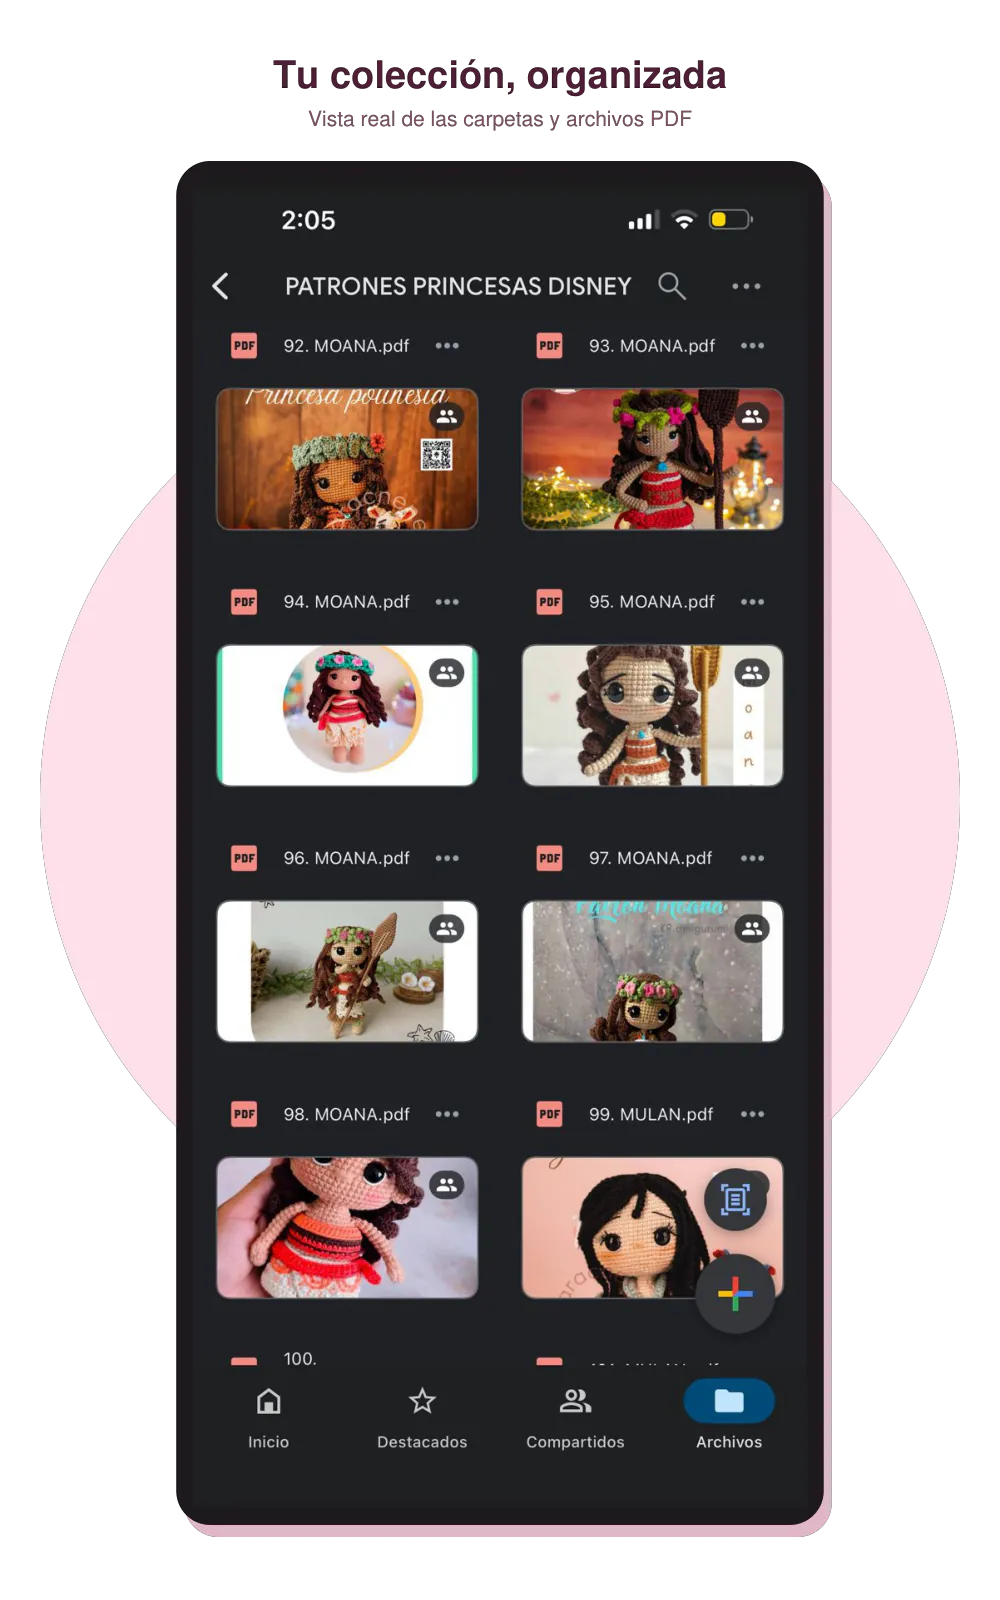 Tu colección, organizada
Vista real de las carpetas y archivos PDF
2:05
PATRONES PRINCESAS DISNEY
PDF 92. MOANA.pdf
PDF 93. MOANA.pdf
Princesa polinesia
PDF 94. MOANA.pdf
PDF 95. MOANA.pdf
o
a
n
PDF 96. MOANA.pdf
PDF 97. MOANA.pdf
Patrón Moana
PDF 98. MOANA.pdf
PDF 99. MULAN.pdf
100.
Inicio
Destacados
Compartidos
Archivos